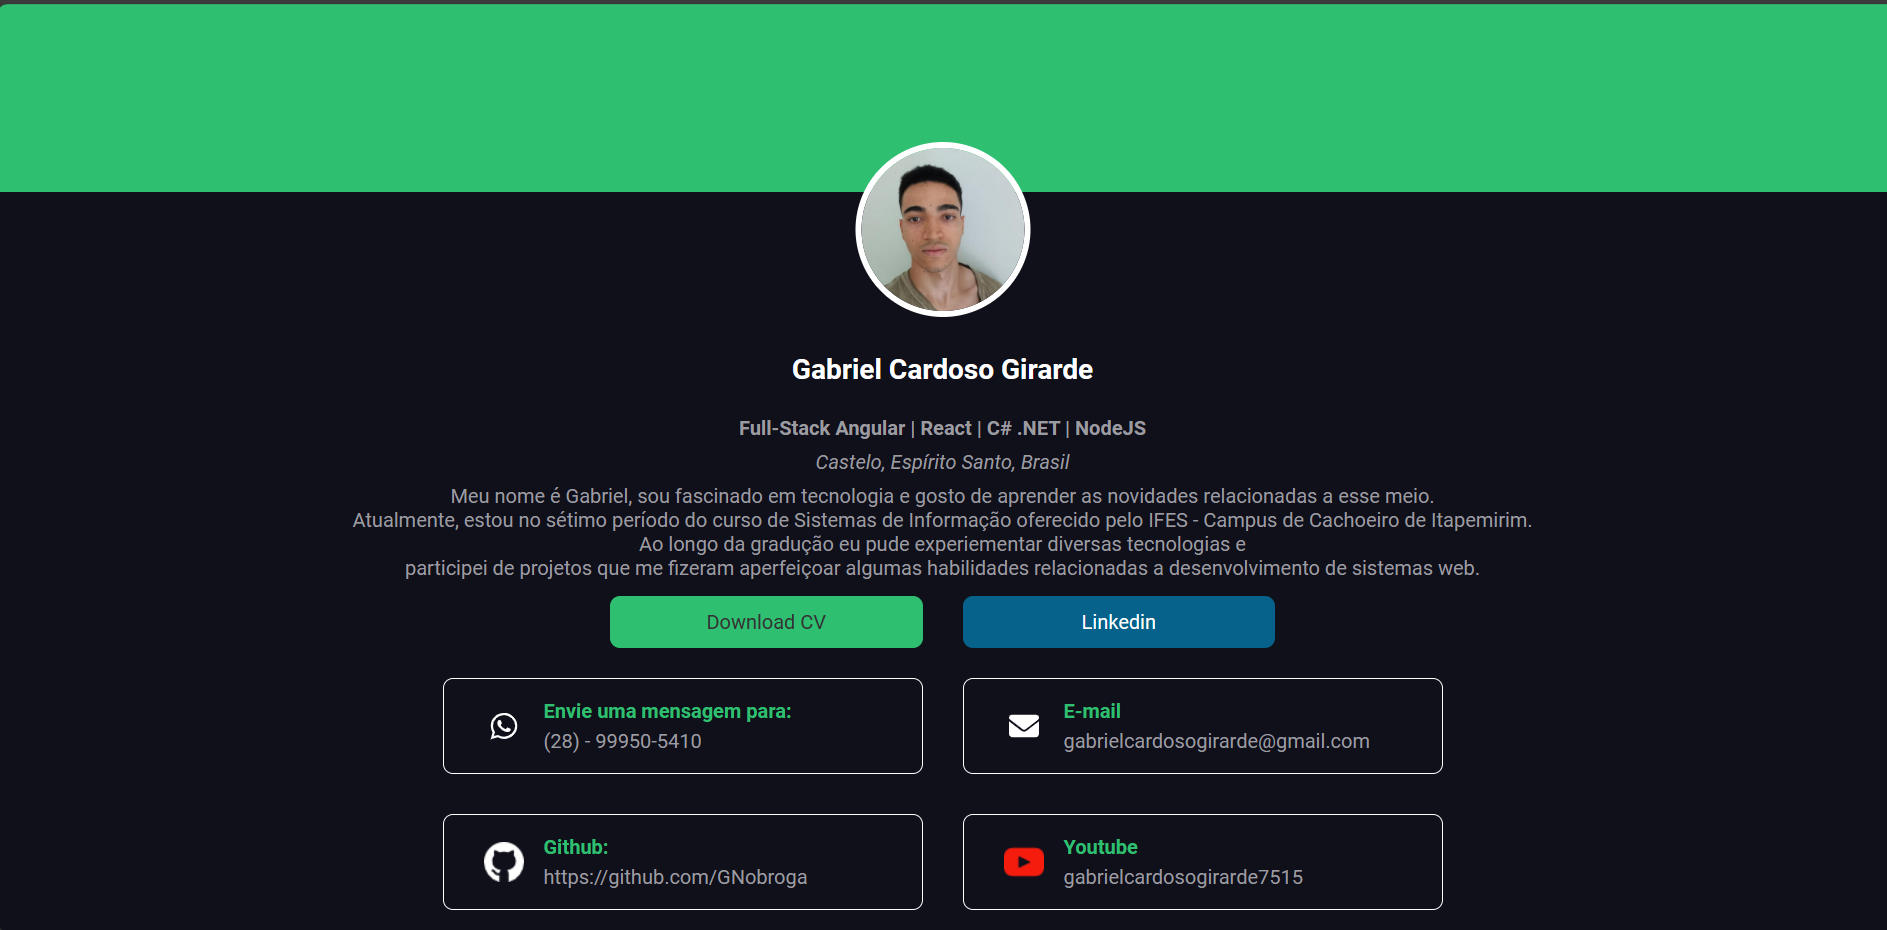 Gabriel Cardoso Girarde
Full-Stack Angular | React | C# .NET | NodeJS
Castelo, Espírito Santo, Brasil
Meu nome é Gabriel, sou fascinado em tecnologia e gosto de aprender as novidades relacionadas a esse meio.
Atualmente, estou no sétimo período do curso de Sistemas de Informação oferecido pelo IFES - Campus de Cachoeiro de Itapemirim.
Ao longo da gradução eu pude experiementar diversas tecnologias e
participei de projetos que me fizeram aperfeiçoar algumas habilidades relacionadas a desenvolvimento de sistemas web.
Download CV
Linkedin
Envie uma mensagem para:
(28) - 99950-5410
E-mail
gabrielcardosogirarde@gmail.com
Github:
https://github.com/GNobroga
Youtube
gabrielcardosogirarde7515